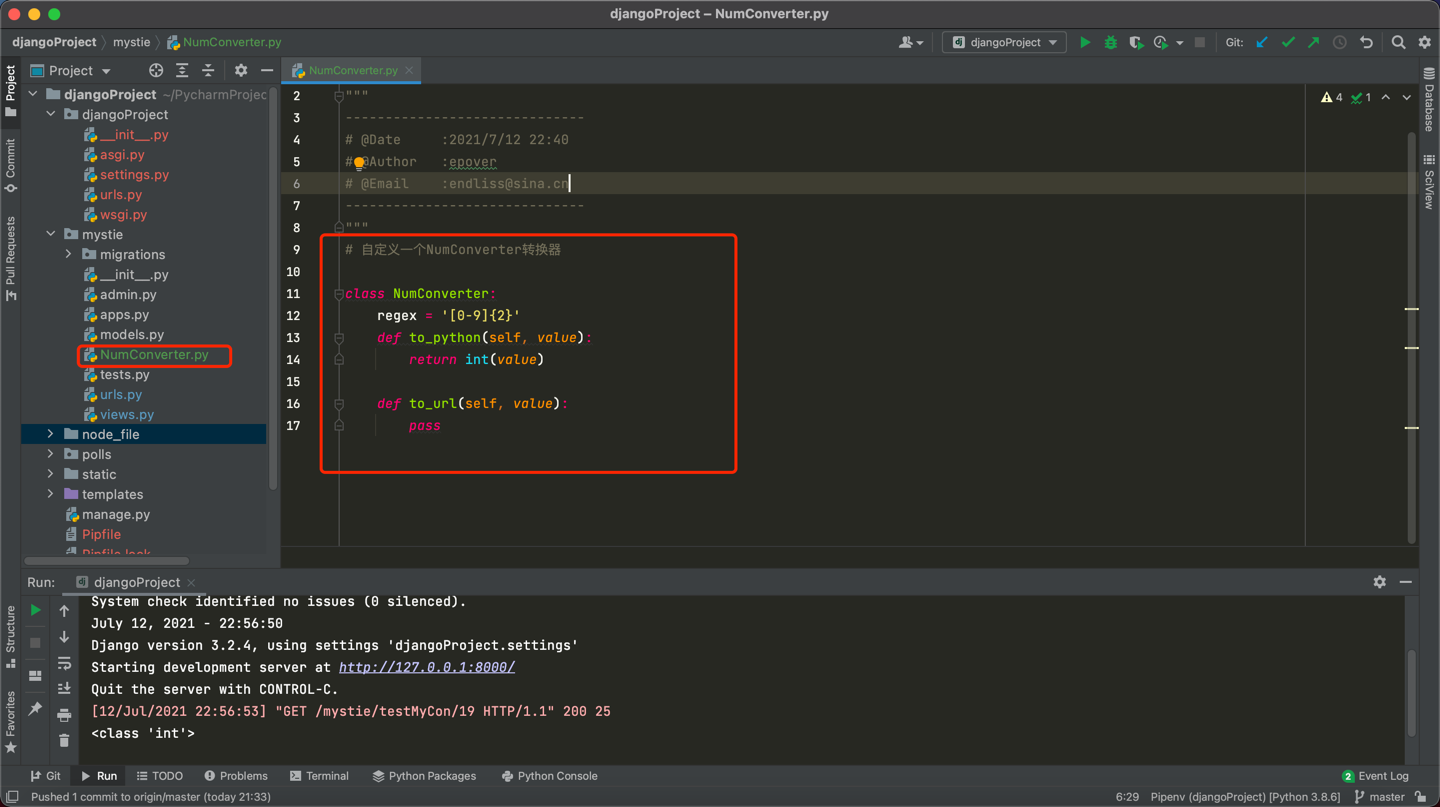 djangoProject – NumConverter.py
djangoProject mystie NumConverter.py djangoProject Git:
Project NumConverter.py
Project
Commit
Pull Requests
Structure
Favorites
Database
SciView
djangoProject ~/PycharmProjec
djangoProject
__init__.py
asgi.py
settings.py
urls.py
wsgi.py
mystie
migrations
__init__.py
admin.py
apps.py
models.py
NumConverter.py
tests.py
urls.py
views.py
node_file
polls
static
templates
manage.py
Pipfile
Pipfile.lock
4 1
2 """
3 ------------------------------
4 # @Date :2021/7/12 22:40
5 # @Author :epover
6 # @Email :endliss@sina.cn
7 ------------------------------
8 """
9 # 自定义一个NumConverter转换器
10
11 class NumConverter:
12 regex = '[0-9]{2}'
13 def to_python(self, value):
14 return int(value)
15
16 def to_url(self, value):
17 pass
Run: djangoProject
System check identified no issues (0 silenced).
July 12, 2021 - 22:56:50
Django version 3.2.4, using settings 'djangoProject.settings'
Starting development server at http://127.0.0.1:8000/
Quit the server with CONTROL-C.
[12/Jul/2021 22:56:53] "GET /mystie/testMyCon/19 HTTP/1.1" 200 25
<class 'int'>
Git Run TODO Problems Terminal Python Packages Python Console 2 Event Log
Pushed 1 commit to origin/master (today 21:33) 6:29 Pipenv (djangoProject) [Python 3.8.6] master